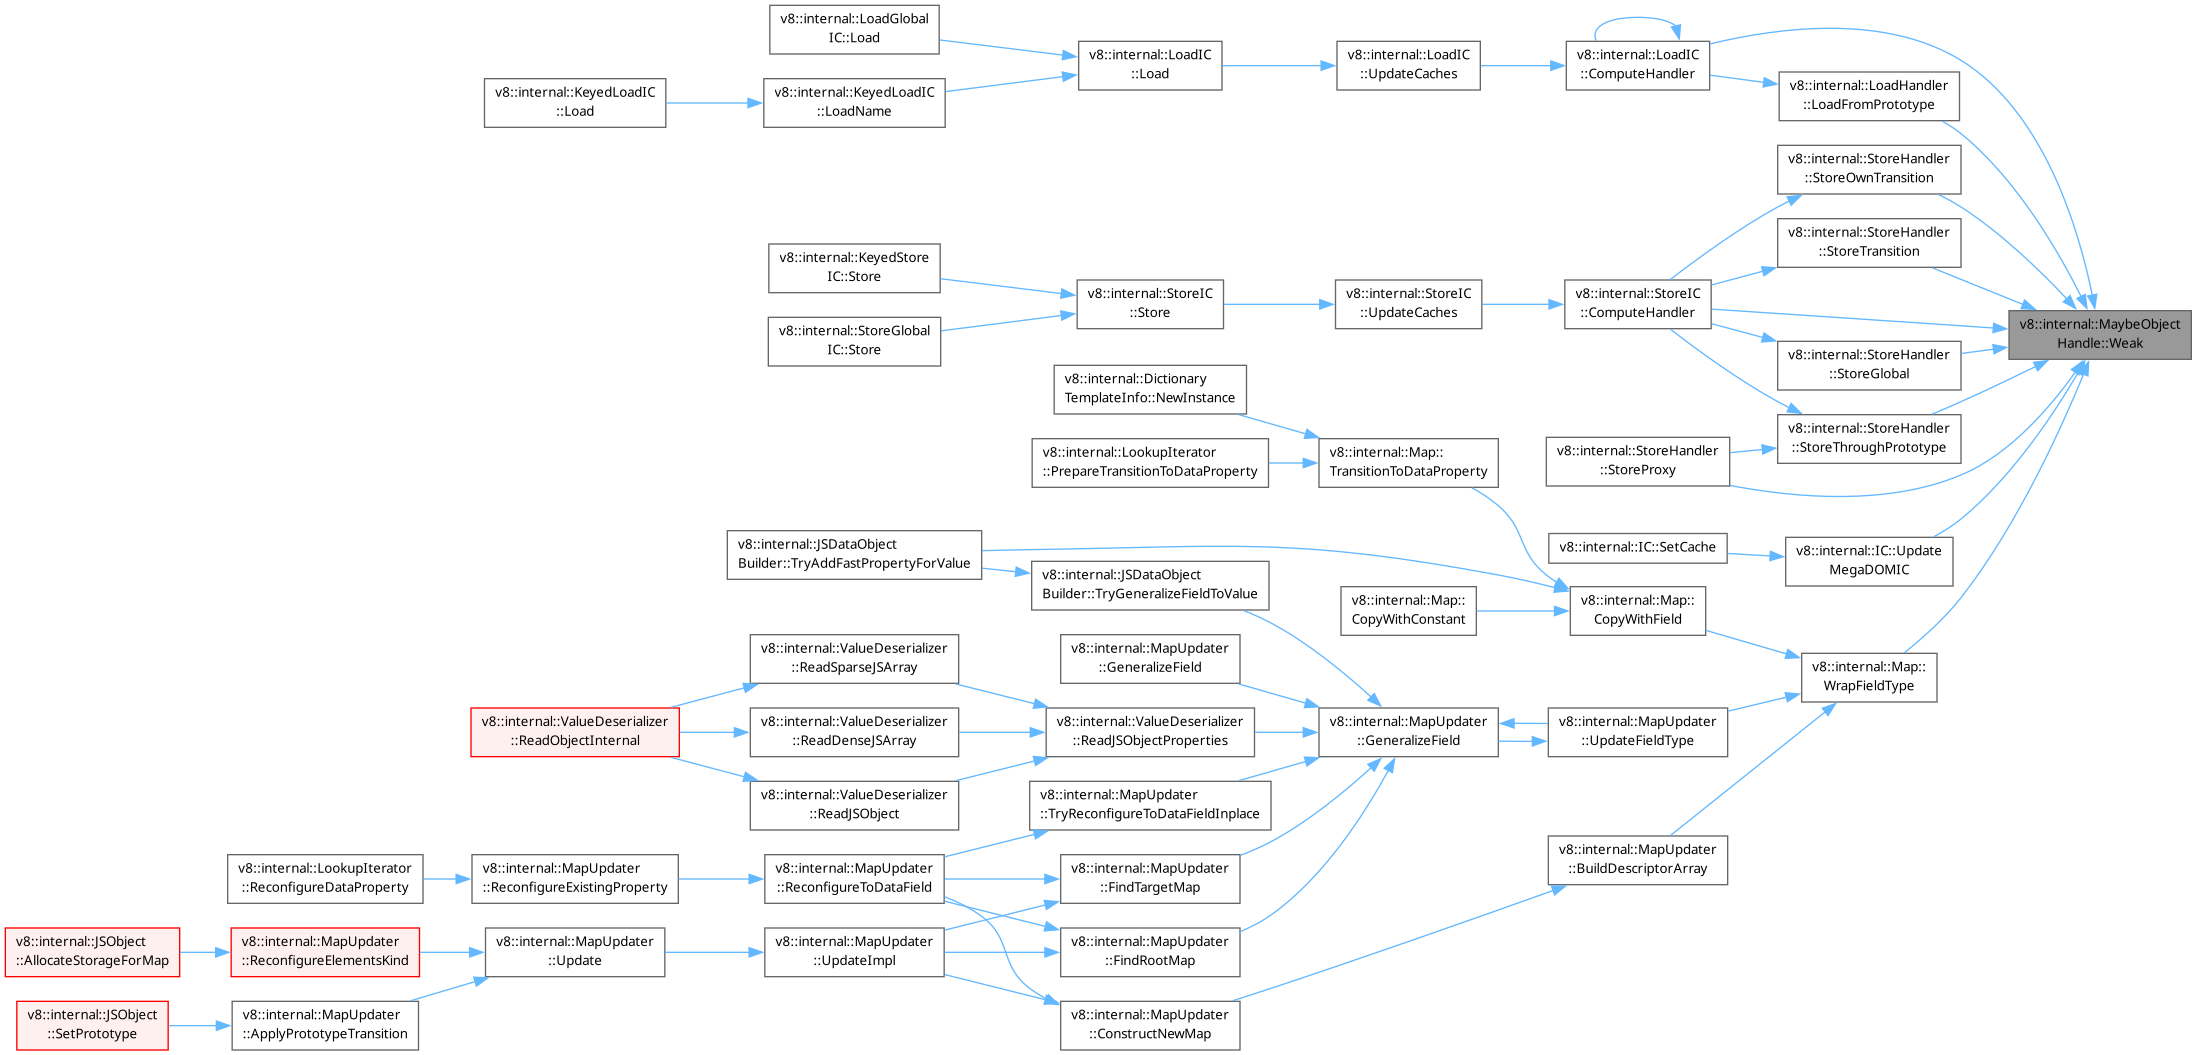 v8::internal::LoadGlobal
IC::Load
v8::internal::KeyedLoadIC
::Load
v8::internal::KeyedLoadIC
::LoadName
v8::internal::LoadIC
::Load
v8::internal::LoadIC
::UpdateCaches
v8::internal::LoadIC
::ComputeHandler
v8::internal::LoadHandler
::LoadFromPrototype
v8::internal::StoreHandler
::StoreOwnTransition
v8::internal::StoreHandler
::StoreTransition
v8::internal::KeyedStore
IC::Store
v8::internal::StoreGlobal
IC::Store
v8::internal::StoreIC
::Store
v8::internal::StoreIC
::UpdateCaches
v8::internal::StoreIC
::ComputeHandler
v8::internal::MaybeObject
Handle::Weak
v8::internal::StoreHandler
::StoreGlobal
v8::internal::StoreHandler
::StoreThroughPrototype
v8::internal::StoreHandler
::StoreProxy
v8::internal::Dictionary
TemplateInfo::NewInstance
v8::internal::LookupIterator
::PrepareTransitionToDataProperty
v8::internal::Map::
TransitionToDataProperty
v8::internal::IC::SetCache
v8::internal::IC::Update
MegaDOMIC
v8::internal::JSDataObject
Builder::TryAddFastPropertyForValue
v8::internal::JSDataObject
Builder::TryGeneralizeFieldToValue
v8::internal::Map::
CopyWithConstant
v8::internal::Map::
CopyWithField
v8::internal::Map::
WrapFieldType
v8::internal::ValueDeserializer
::ReadSparseJSArray
v8::internal::MapUpdater
::GeneralizeField
v8::internal::ValueDeserializer
::ReadObjectInternal
v8::internal::ValueDeserializer
::ReadDenseJSArray
v8::internal::ValueDeserializer
::ReadJSObjectProperties
v8::internal::MapUpdater
::GeneralizeField
v8::internal::MapUpdater
::UpdateFieldType
v8::internal::ValueDeserializer
::ReadJSObject
v8::internal::MapUpdater
::TryReconfigureToDataFieldInplace
v8::internal::MapUpdater
::BuildDescriptorArray
v8::internal::LookupIterator
::ReconfigureDataProperty
v8::internal::MapUpdater
::ReconfigureExistingProperty
v8::internal::MapUpdater
::ReconfigureToDataField
v8::internal::MapUpdater
::FindTargetMap
v8::internal::JSObject
::AllocateStorageForMap
v8::internal::MapUpdater
::ReconfigureElementsKind
v8::internal::MapUpdater
::Update
v8::internal::MapUpdater
::UpdateImpl
v8::internal::MapUpdater
::FindRootMap
v8::internal::JSObject
::SetPrototype
v8::internal::MapUpdater
::ApplyPrototypeTransition
v8::internal::MapUpdater
::ConstructNewMap